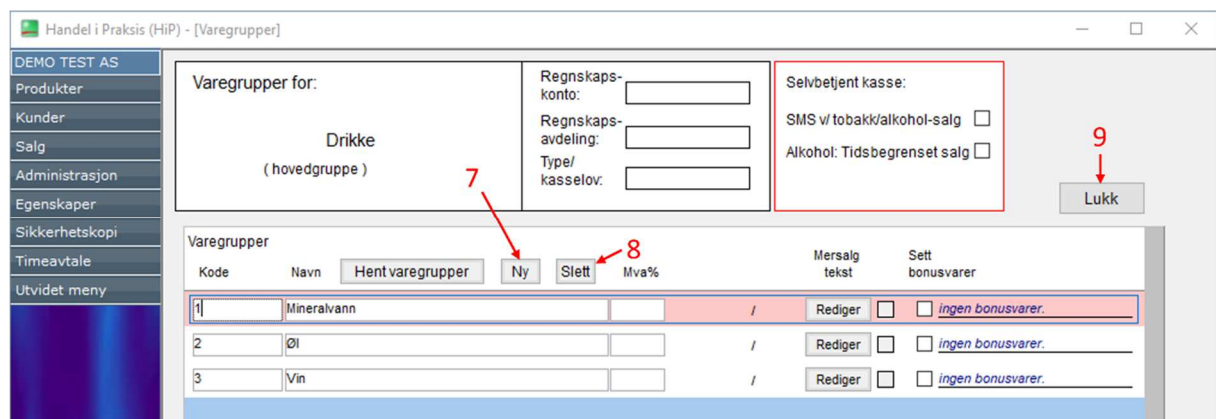 Handel i Praksis (HiP) - [Varegrupper]
DEMO TEST AS
Produkter
Kunder
Salg
Administrasjon
Egenskaper
Sikkerhetskopi
Timeavtale
Utvidet meny
Varegrupper for:
Drikke
( hovedgruppe )
Regnskaps-
konto:
Regnskaps-
avdeling:
Type/
kasselov:
Selvbetjent kasse:
SMS v/ tobakk/alkohol-salg
Alkohol: Tidsbegrenset salg
9
Lukk
7
8
Varegrupper
Kode Navn Hent varegrupper Ny Slett Mva%
Mersalg
tekst
Sett
bonusvarer
1 Mineralvann / Rediger ingen bonusvarer.
2 Øl / Rediger ingen bonusvarer.
3 Vin / Rediger ingen bonusvarer.